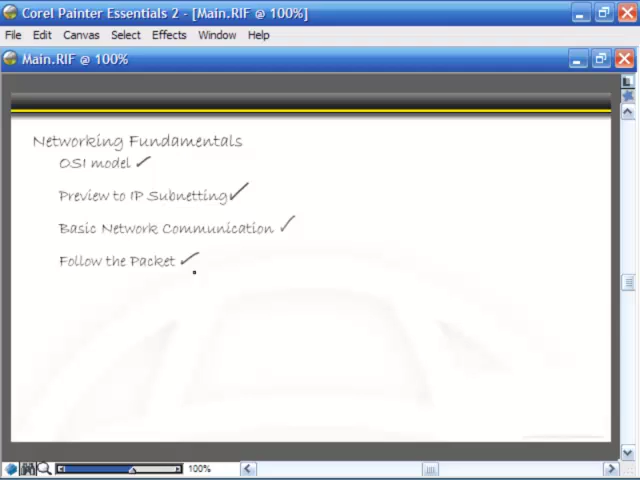 Corel Painter Essentials 2 - [Main.RIF @ 100%]
File Edit Canvas Select Effects Window Help
Main.RIF @ 100%
Networking Fundamentals
OSI model
Preview to IP Subnetting
Basic Network Communication
Follow the Packet
100%